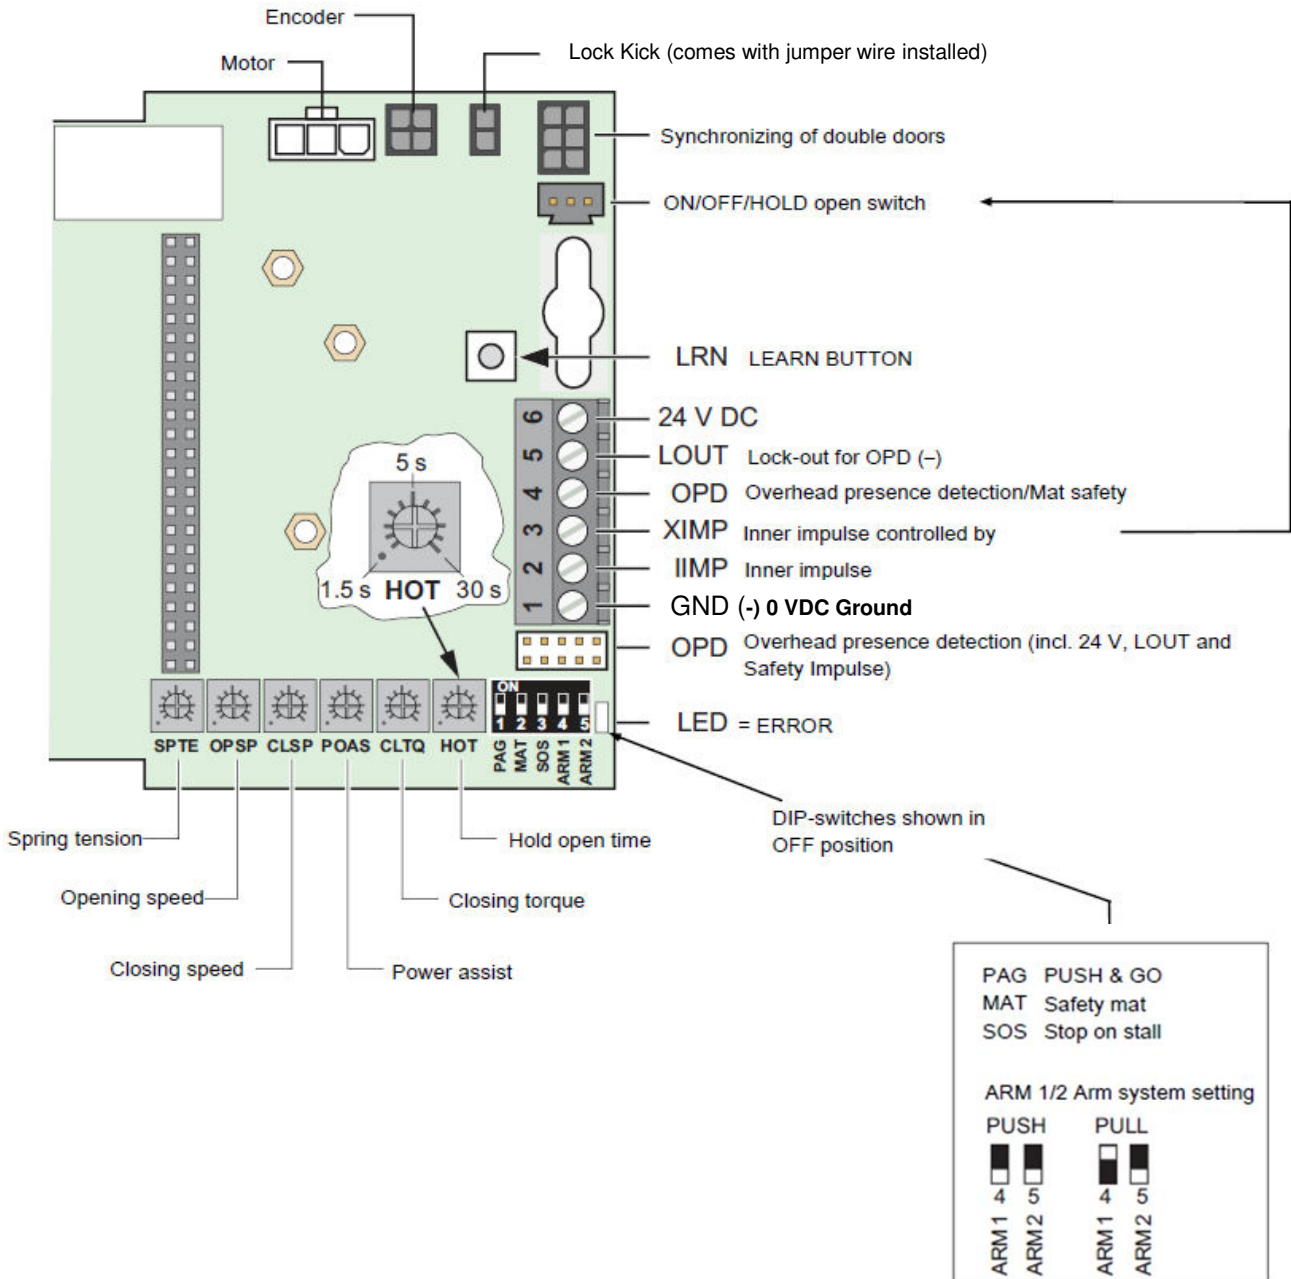 Encoder
Lock Kick (comes with jumper wire installed)
Motor
Synchronizing of double doors
ON/OFF/HOLD open switch
LRN LEARN BUTTON
6 24 V DC
5 LOUT Lock-out for OPD (–)
5 s
4 OPD Overhead presence detection/Mat safety
3 XIMP Inner impulse controlled by
2 IIMP Inner impulse
1.5 s HOT 30 s
1 GND (-) 0 VDC Ground
OPD Overhead presence detection (incl. 24 V, LOUT and
Safety Impulse)
ON
1 2 3 4 5
LED = ERROR
SPTE OPSP CLSP POAS CLTQ HOT
PAG
MAT
SOS
ARM 1
ARM 2
DIP-switches shown in
OFF position
Spring tension
Hold open time
Opening speed
Closing torque
Closing speed
Power assist
PAG PUSH & GO
MAT Safety mat
SOS Stop on stall
ARM 1/2 Arm system setting
PUSH PULL
4 5 4 5
ARM 1
ARM 2
ARM 1
ARM 2